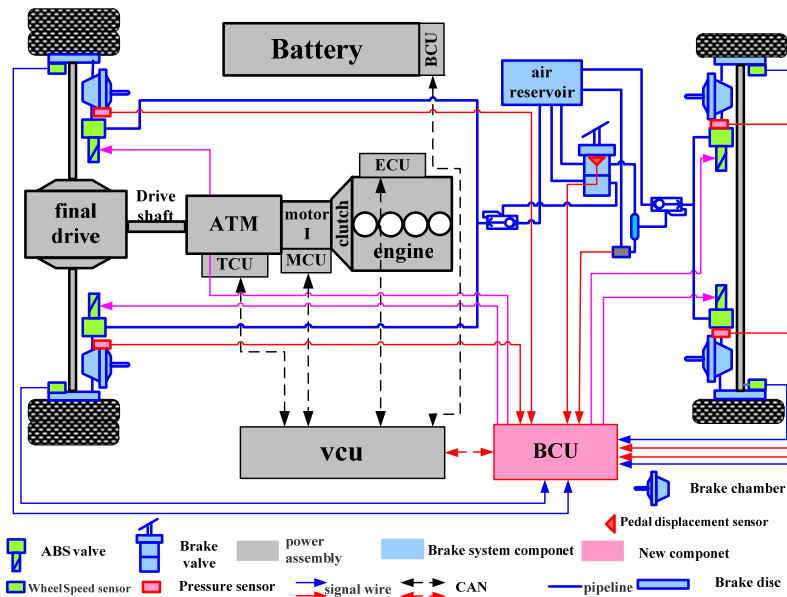 Battery
BCU
air
reservoir
ECU
Drive
shaft
final
drive
ATM
motor
I
clutch
engine
TCU
MCU
vcu
BCU
Brake chamber
Pedal displacement sensor
ABS valve
Brake
valve
power
assembly
Brake system componet
New componet
Wheel Speed sensor
Pressure sensor
signal wire
CAN
pipeline
Brake disc